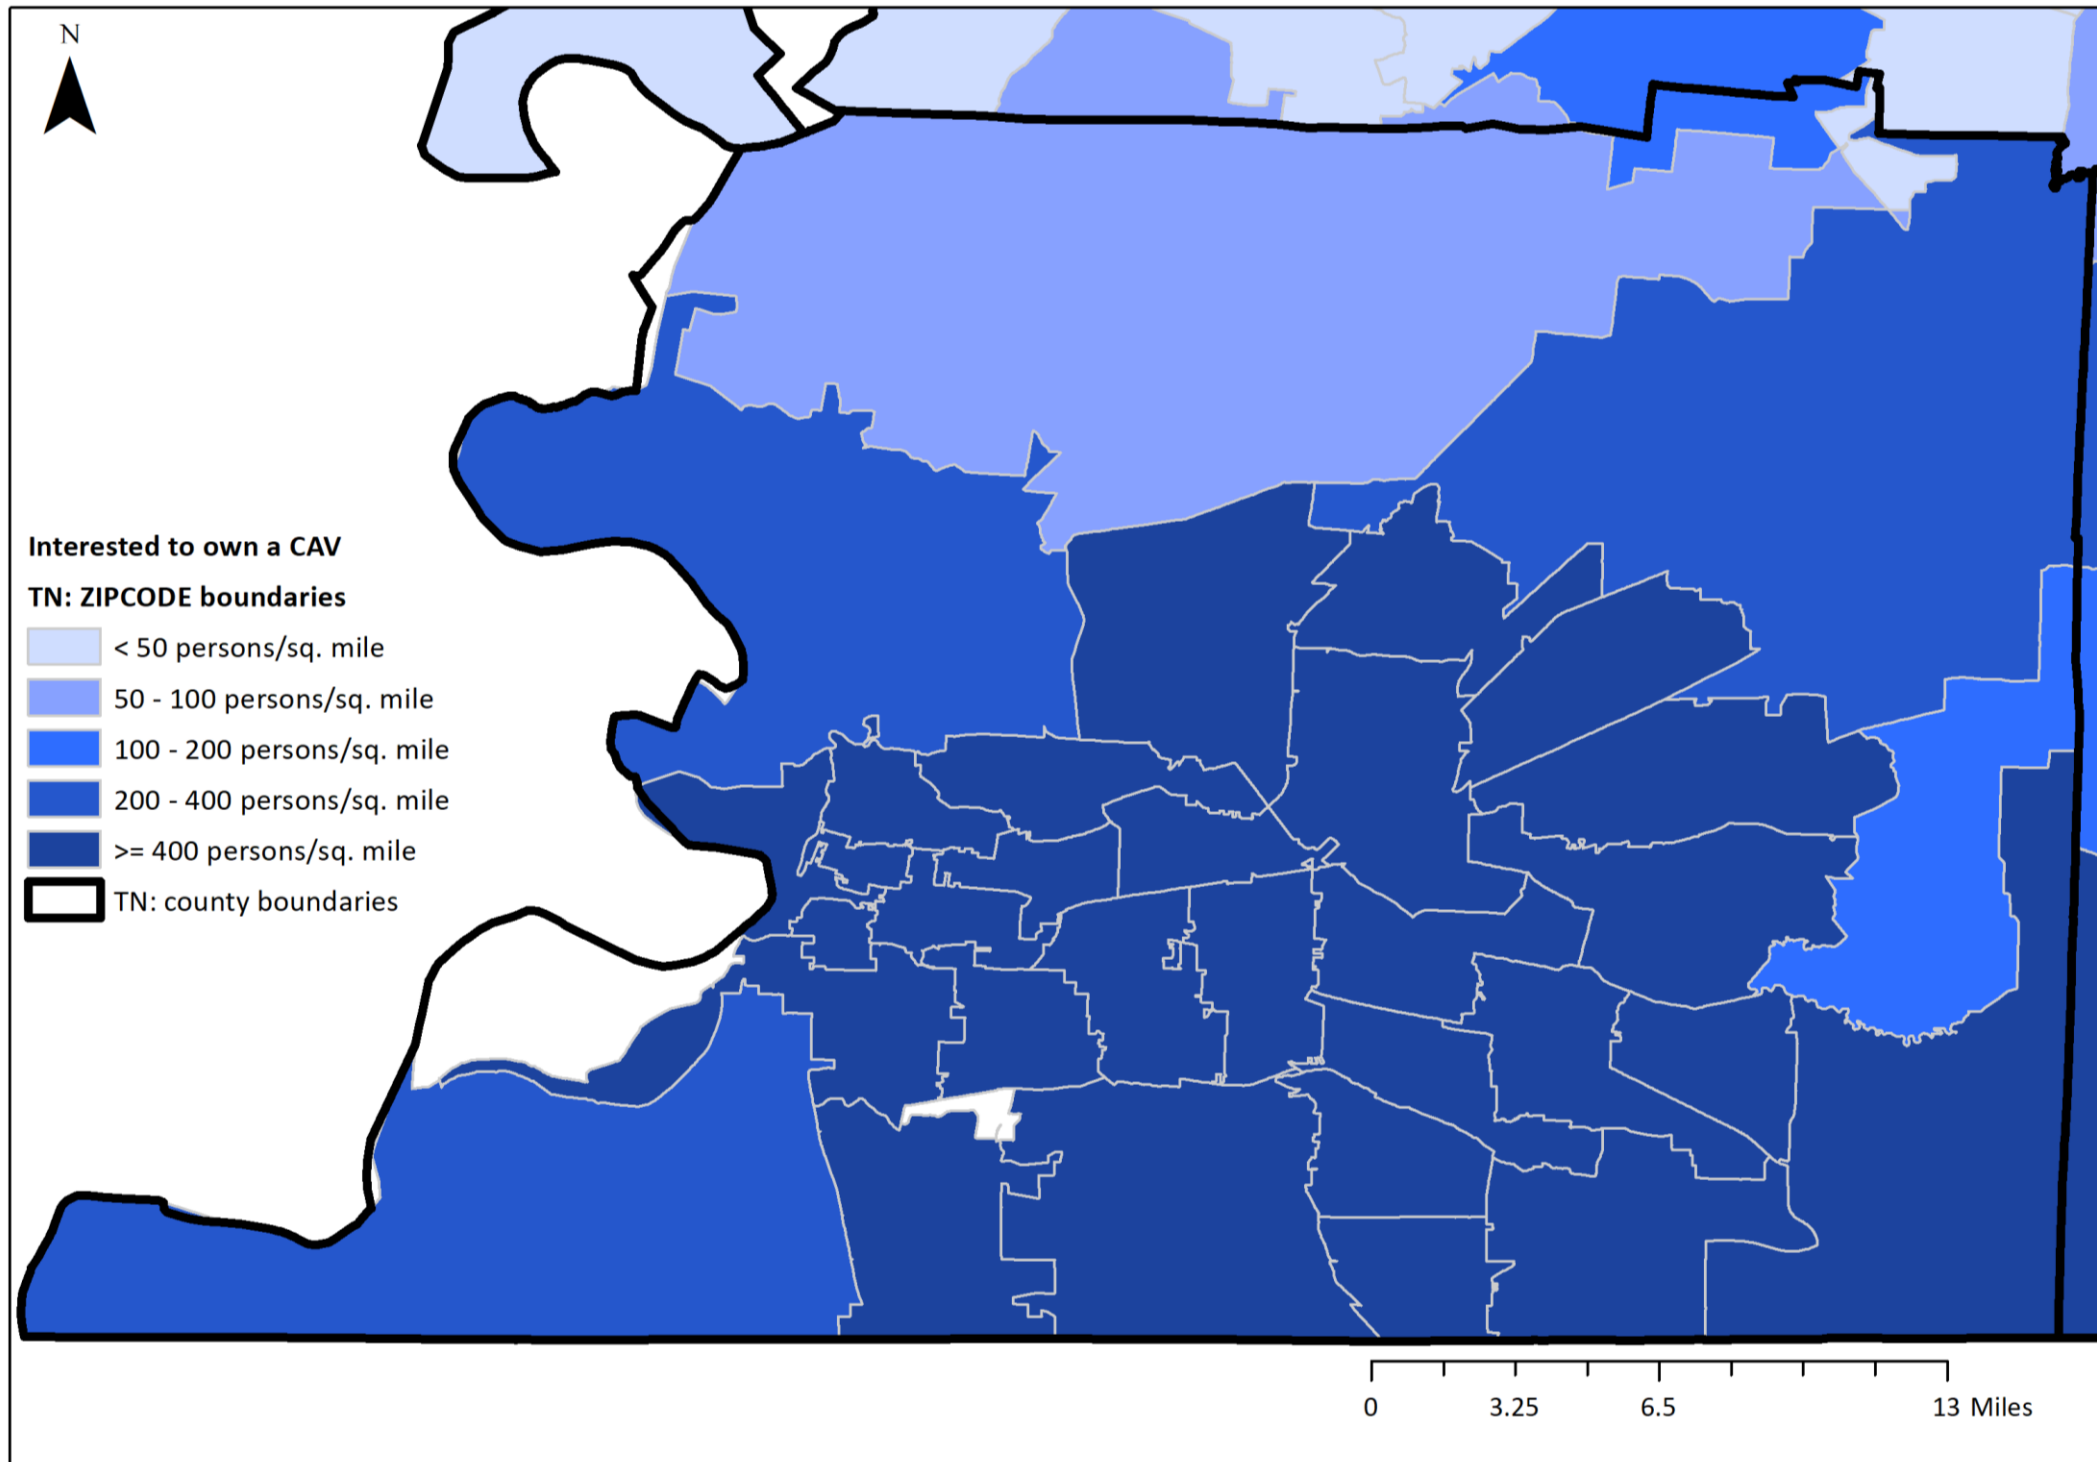 N
Interested to own a CAV
TN: ZIPCODE boundaries
< 50 persons/sq. mile
50 - 100 persons/sq. mile
100 - 200 persons/sq. mile
200 - 400 persons/sq. mile
>= 400 persons/sq. mile
TN: county boundaries
0 3.25 6.5 13 Miles